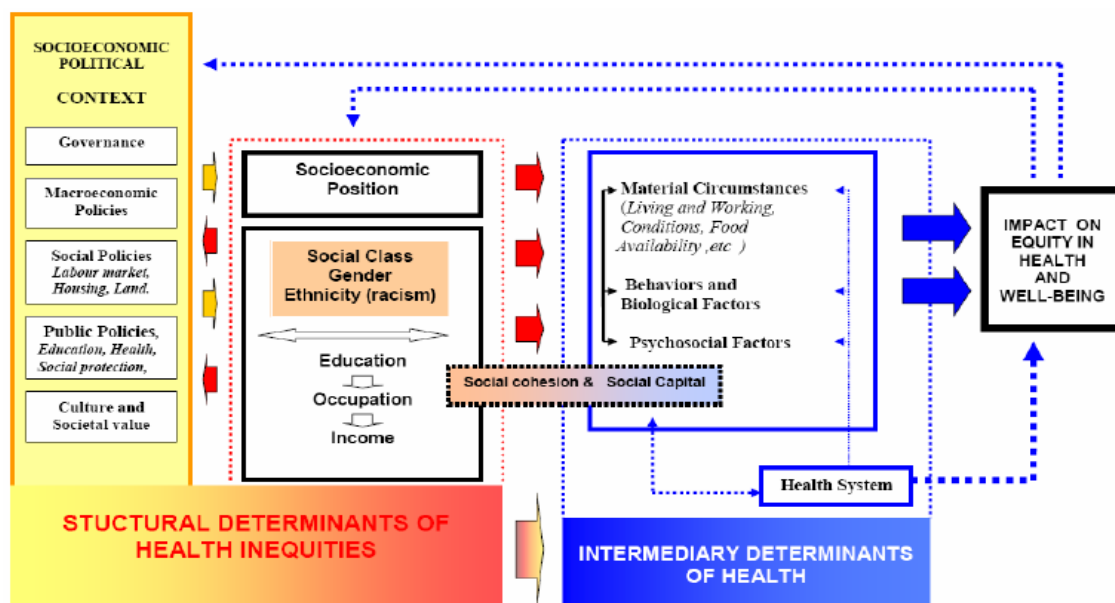 SOCIOECONOMIC
POLITICAL
CONTEXT
Governance
Macroeconomic
Policies
Social Policies
Labour market,
Housing, Land.
Public Policies,
Education, Health,
Social protection,
Culture and
Societal value
Socioeconomic
Position
Social Class
Gender
Ethnicity (racism)
Education
Occupation
Income
Social cohesion & Social Capital
Material Circumstances
(Living and Working,
Conditions, Food
Availability ,etc )
Behaviors and
Biological Factors
Psychosocial Factors
Health System
IMPACT ON
EQUITY IN
HEALTH
AND
WELL-BEING
STUCTURAL DETERMINANTS OF
HEALTH INEQUITIES
INTERMEDIARY DETERMINANTS
OF HEALTH